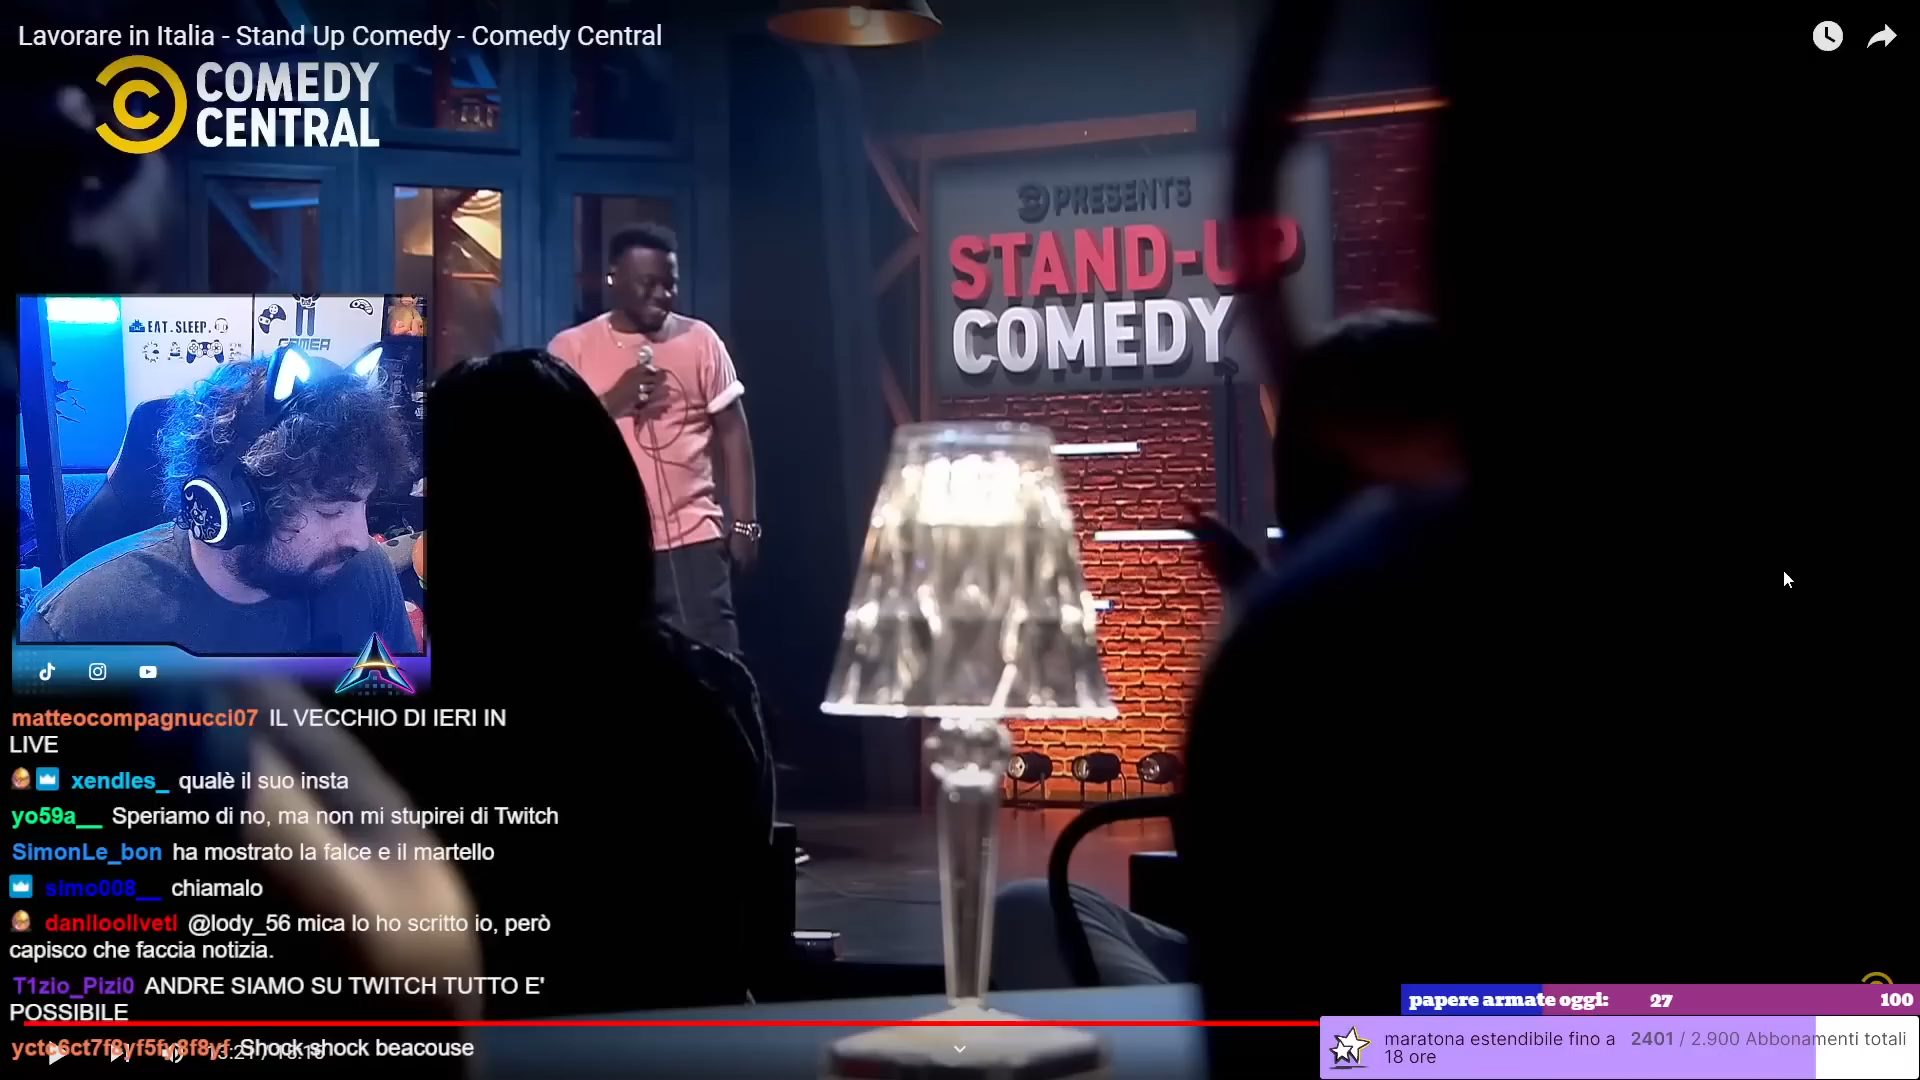 Lavorare in Italia - Stand Up Comedy - Comedy Central
COMEDY
CENTRAL
PRESENTS
STAND-UP
COMEDY
EAT.SLEEP.
matteocompagnucci07 IL VECCHIO DI IERI IN
LIVE
xendles_ qualè il suo insta
yo59a__ Speriamo di no, ma non mi stupirei di Twitch
SimonLe_bon ha mostrato la falce e il martello
simo008__ chiamalo
danilooliveti @lody_56 mica lo ho scritto io, però
capisco che faccia notizia.
T1zio_Pizi0 ANDRE SIAMO SU TWITCH TUTTO E'
POSSIBILE
Shock shock beacouse
papere armate oggi: 27 100
maratona estendibile fino a 2401 / 2.900 Abbonamenti totali
18 ore